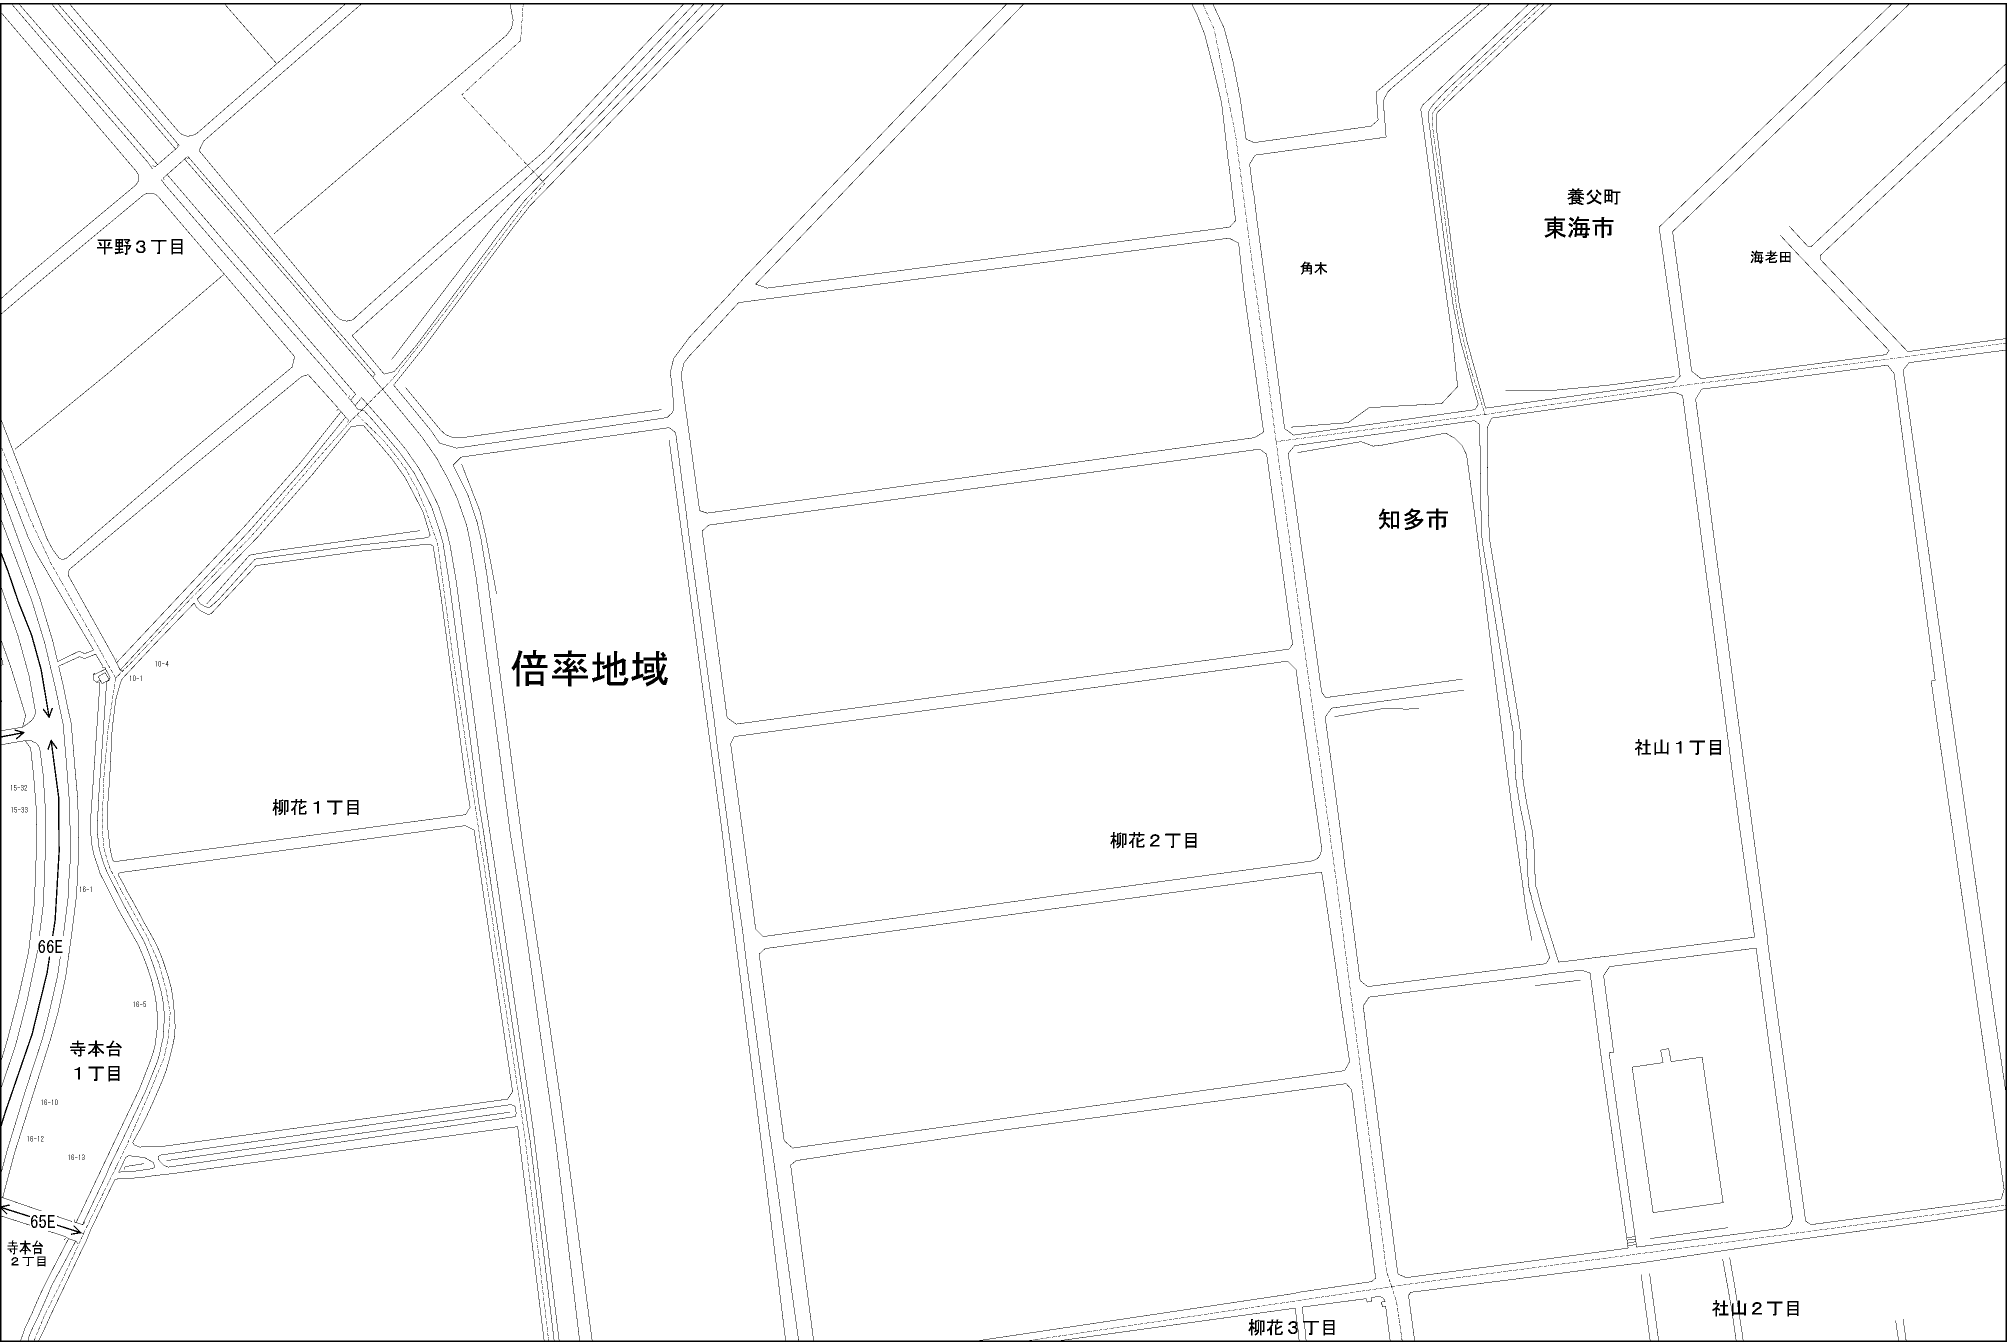 養父町
東海市
平野３丁目
海老田
角木
知多市
倍率地域
10-4
10-1
社山１丁目
15-32
柳花１丁目
15-33
柳花２丁目
16-1
66E
16-5
寺本台
１丁目
16-10
16-12
16-13
65E
寺本台
２丁目
社山２丁目
柳花３丁目